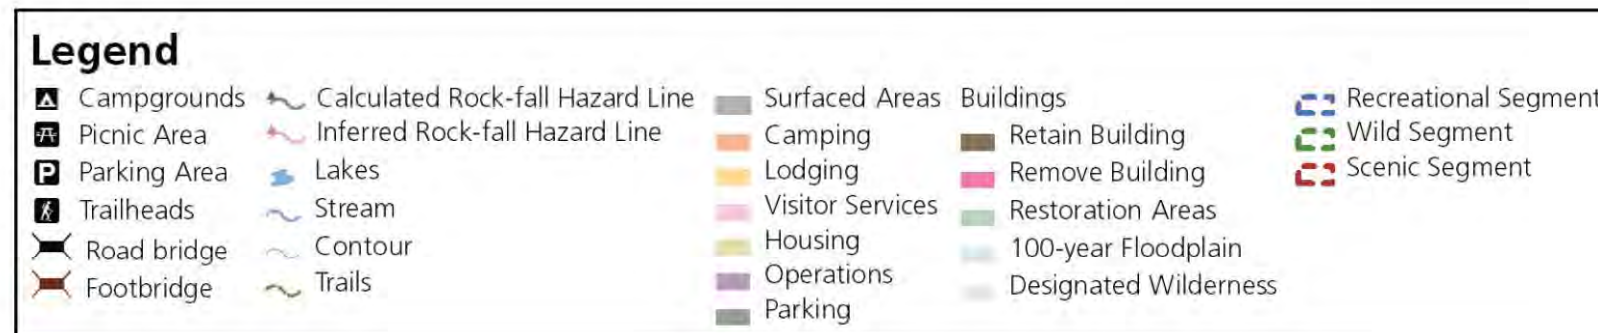 Legend
Campgrounds
Picnic Area
P Parking Area
Trailheads
Road bridge
Footbridge
Calculated Rock-fall Hazard Line
Inferred Rock-fall Hazard Line
Lakes
Stream
Contour
Trails
Surfaced Areas
Camping
Lodging
Visitor Services
Housing
Operations
Parking
Buildings
Retain Building
Remove Building
Restoration Areas
100-year Floodplain
Designated Wilderness
Recreational Segment
Wild Segment
Scenic Segment